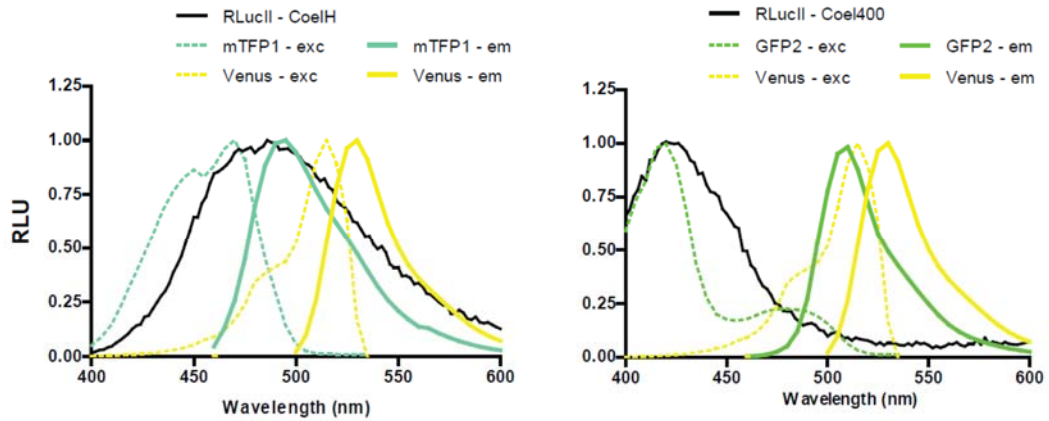 RLucII - CoelH
mTFP1 - exc mTFP1 - em
Venus - exc Venus - em
1.25
1.00
0.75
0.50
0.25
0.00
RLU
400 450 500 550 600
Wavelength (nm)
RLucII - Coel400
GFP2 - exc GFP2 - em
Venus - exc Venus - em
1.25
1.00
0.75
0.50
0.25
0.00
400 450 500 550 600
Wavelength (nm)